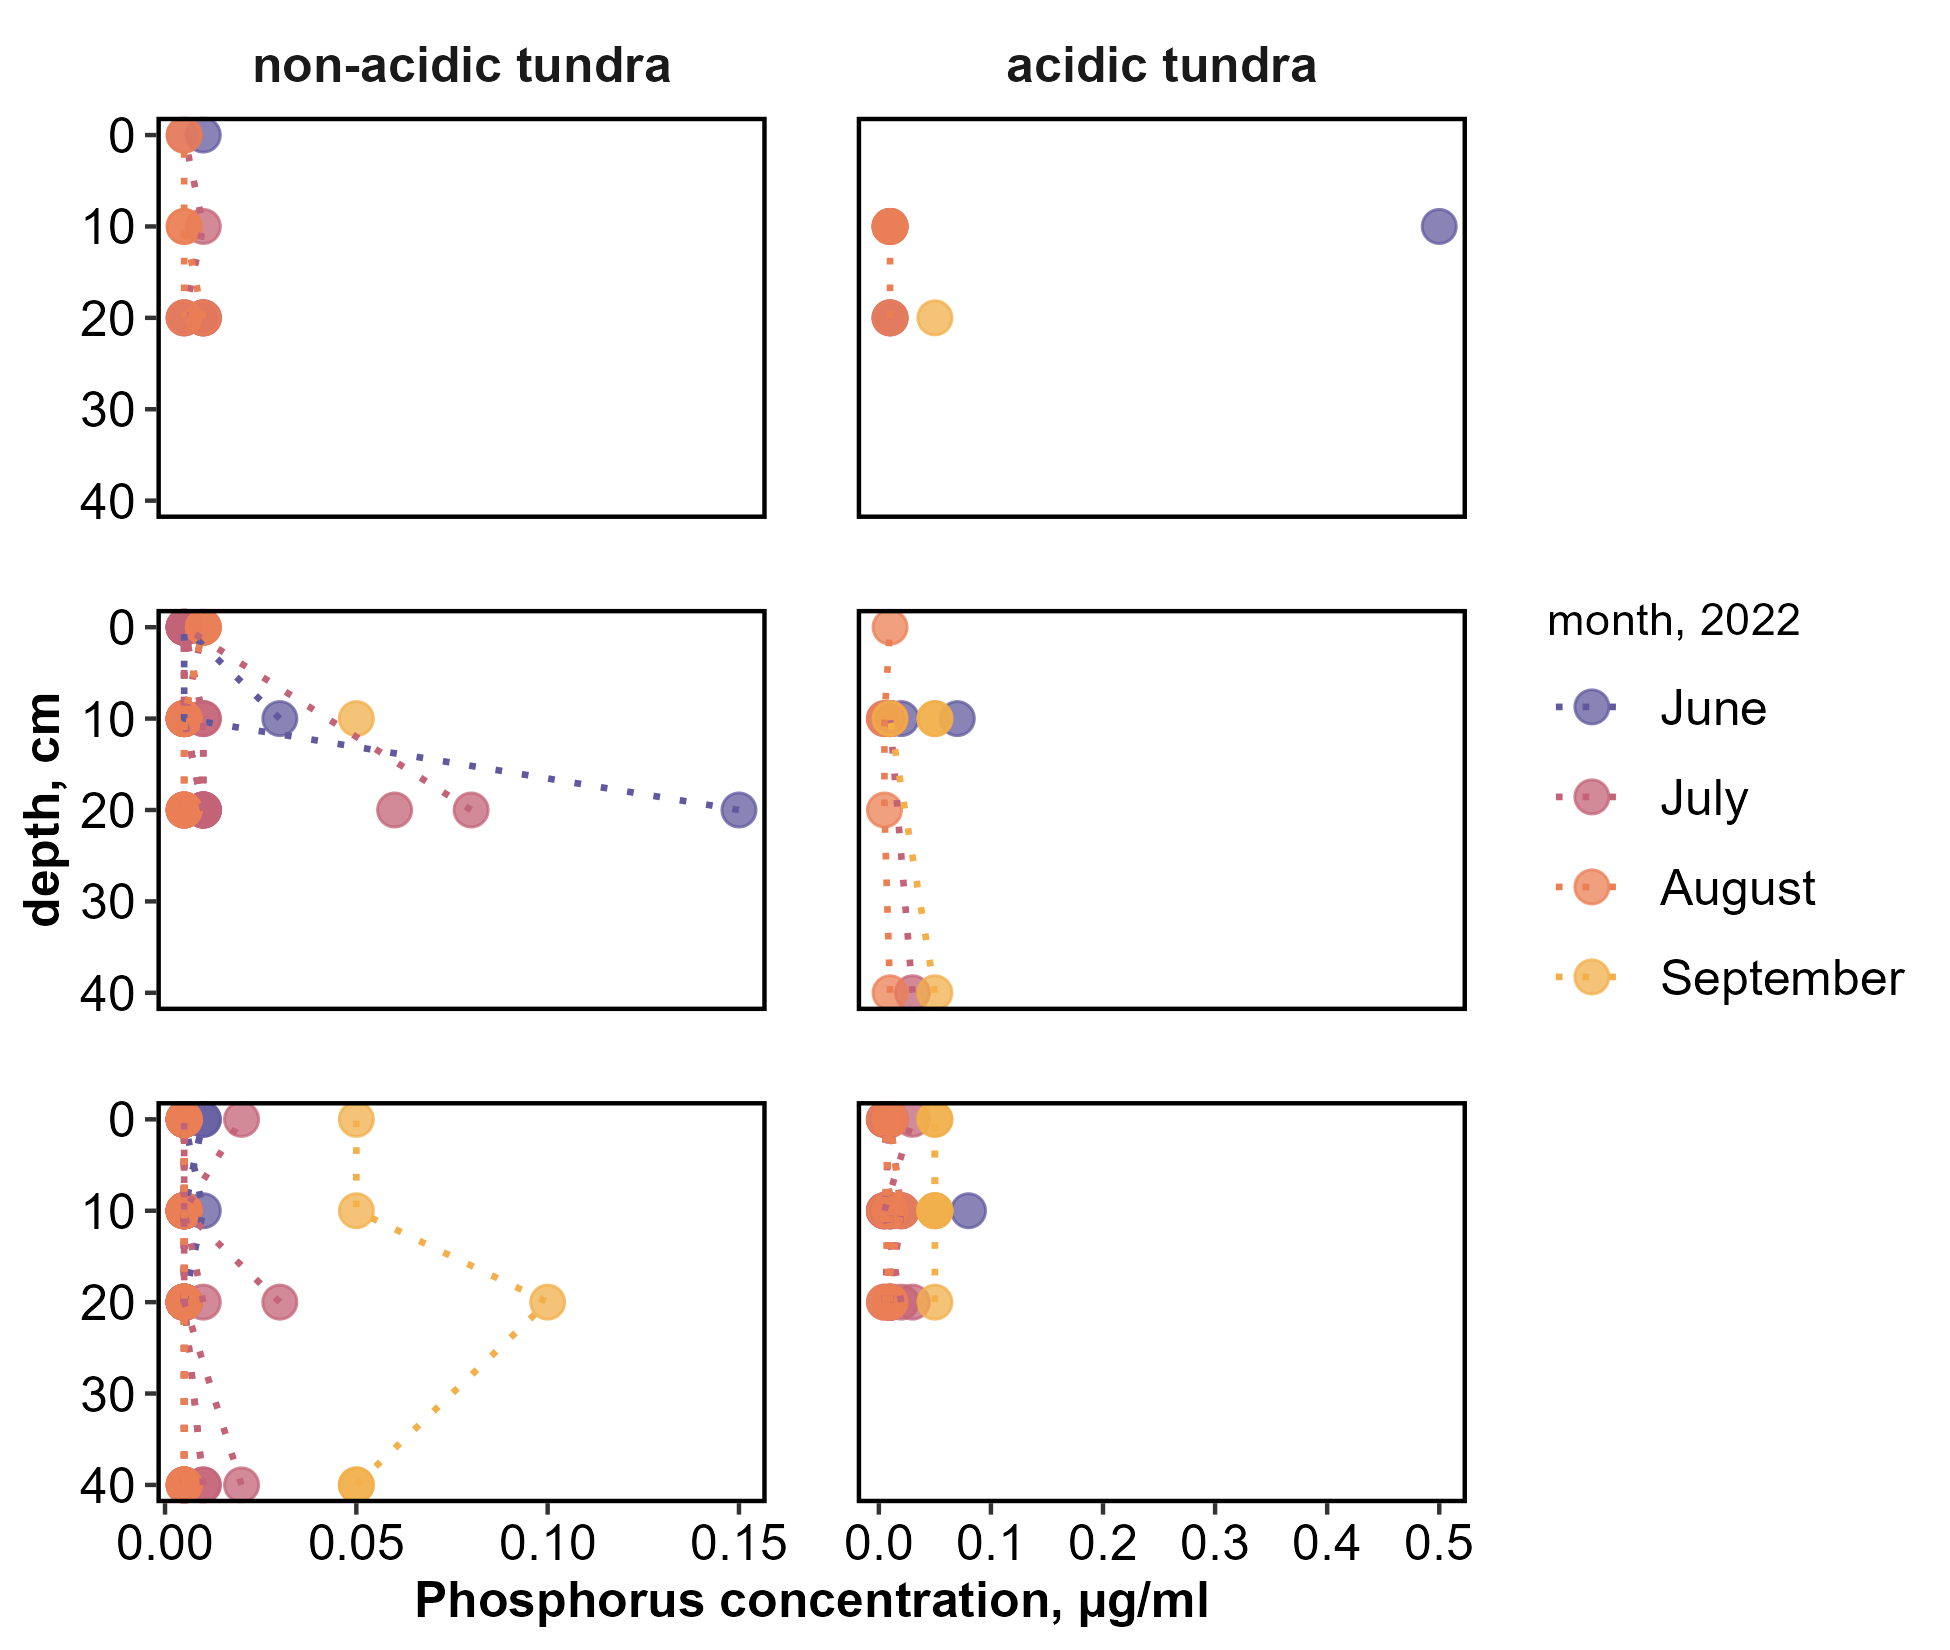 non-acidic tundra
acidic tundra
0
10
20
30
40
0
10
20
30
40
0
10
20
30
40
depth, cm
0.00 0.05 0.10 0.15
0.0 0.1 0.2 0.3 0.4 0.5
Phosphorus concentration, µg/ml
month, 2022
June
July
August
September